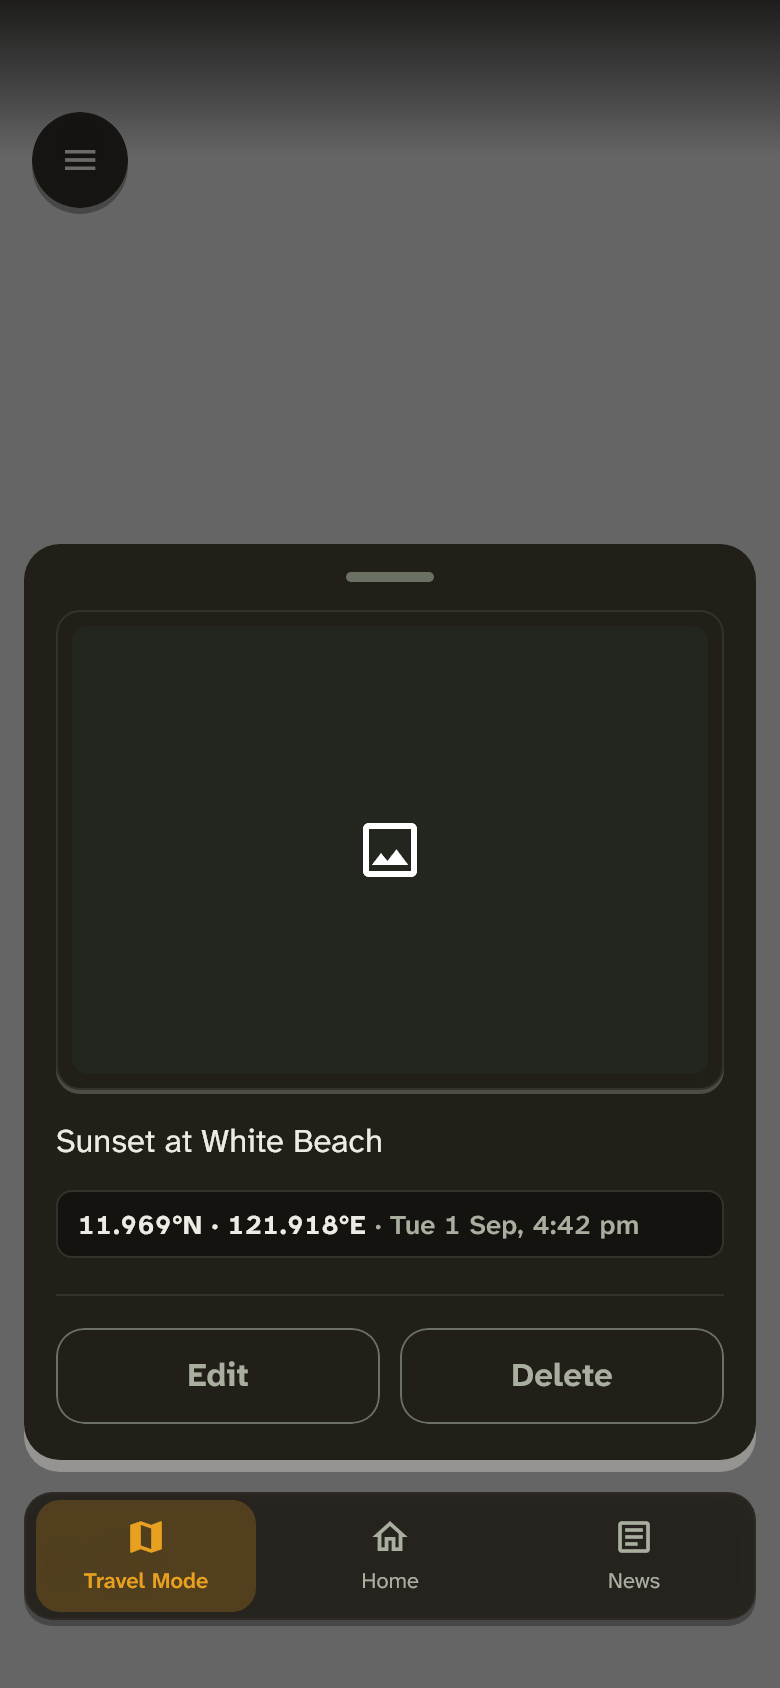 Sunset at White Beach
11.969°N · 121.918°E · Tue 1 Sep, 4:42 pm
Edit Delete
Travel Mode Home News